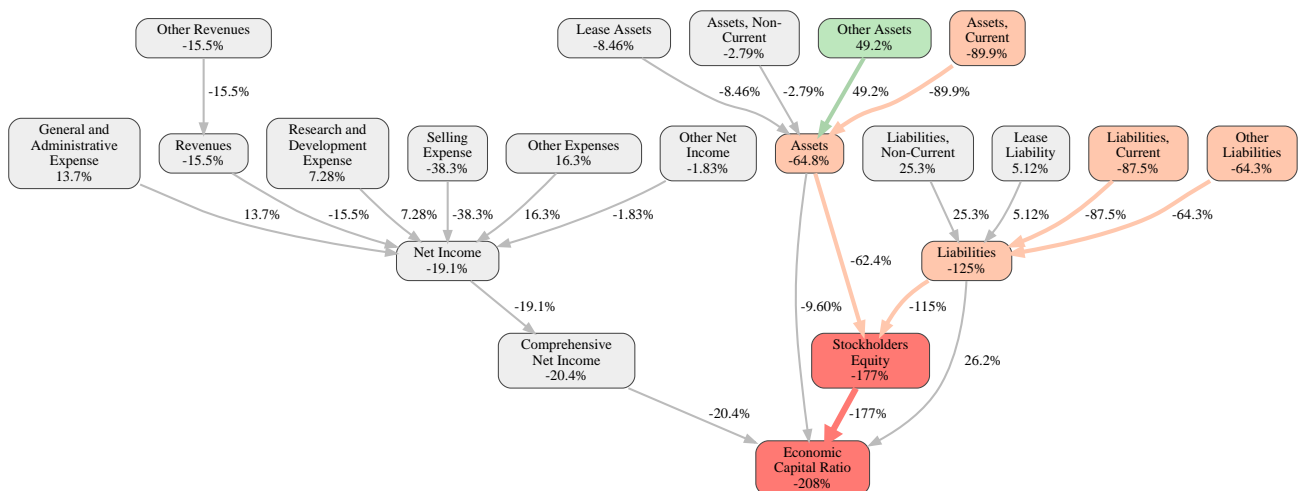 Other Revenues
-15.5%
Lease Assets
-8.46%
Assets, Non-
Current
-2.79%
Other Assets
49.2%
Assets,
Current
-89.9%
-15.5%
-8.46%
-2.79%
49.2%
-89.9%
General and
Administrative
Expense
13.7%
Revenues
-15.5%
Research and
Development
Expense
7.28%
Selling
Expense
-38.3%
Other Expenses
16.3%
Other Net
Income
-1.83%
Assets
-64.8%
Liabilities,
Non-Current
25.3%
Lease
Liability
5.12%
Liabilities,
Current
-87.5%
Other
Liabilities
-64.3%
13.7%
-15.5%
7.28%
-38.3%
16.3%
-1.83%
25.3%
5.12%
-87.5%
-64.3%
Net Income
-19.1%
Liabilities
-125%
-62.4%
-19.1%
-9.60%
-115%
Comprehensive
Net Income
-20.4%
Stockholders
Equity
-177%
26.2%
-20.4%
-177%
Economic
Capital Ratio
-208%